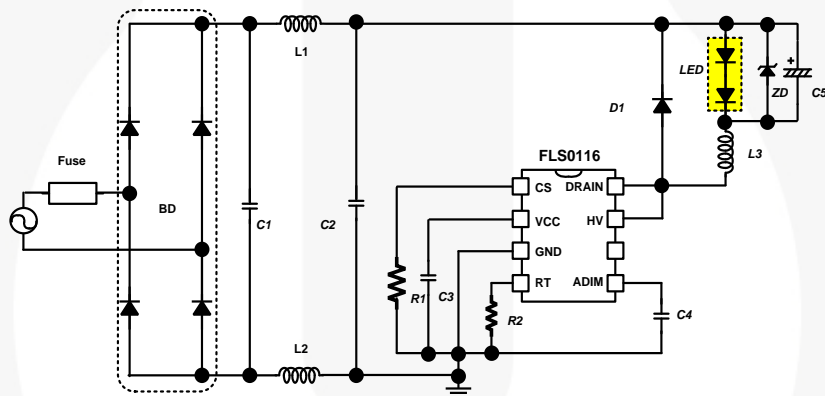 L1
LED
ZD
C5
D1
L3
Fuse
FLS0116
CS
DRAIN
BD
C1
C2
VCC
HV
GND
R1
C3
RT
ADIM
R2
C4
L2
+